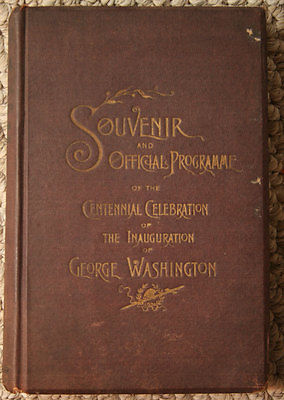 SOUVENIR
AND
OFFICIAL PROGRAMME
OF THE
CENTENNIAL CELEBRATION
OF
THE INAUGURATION
OF
GEORGE WASHINGTON